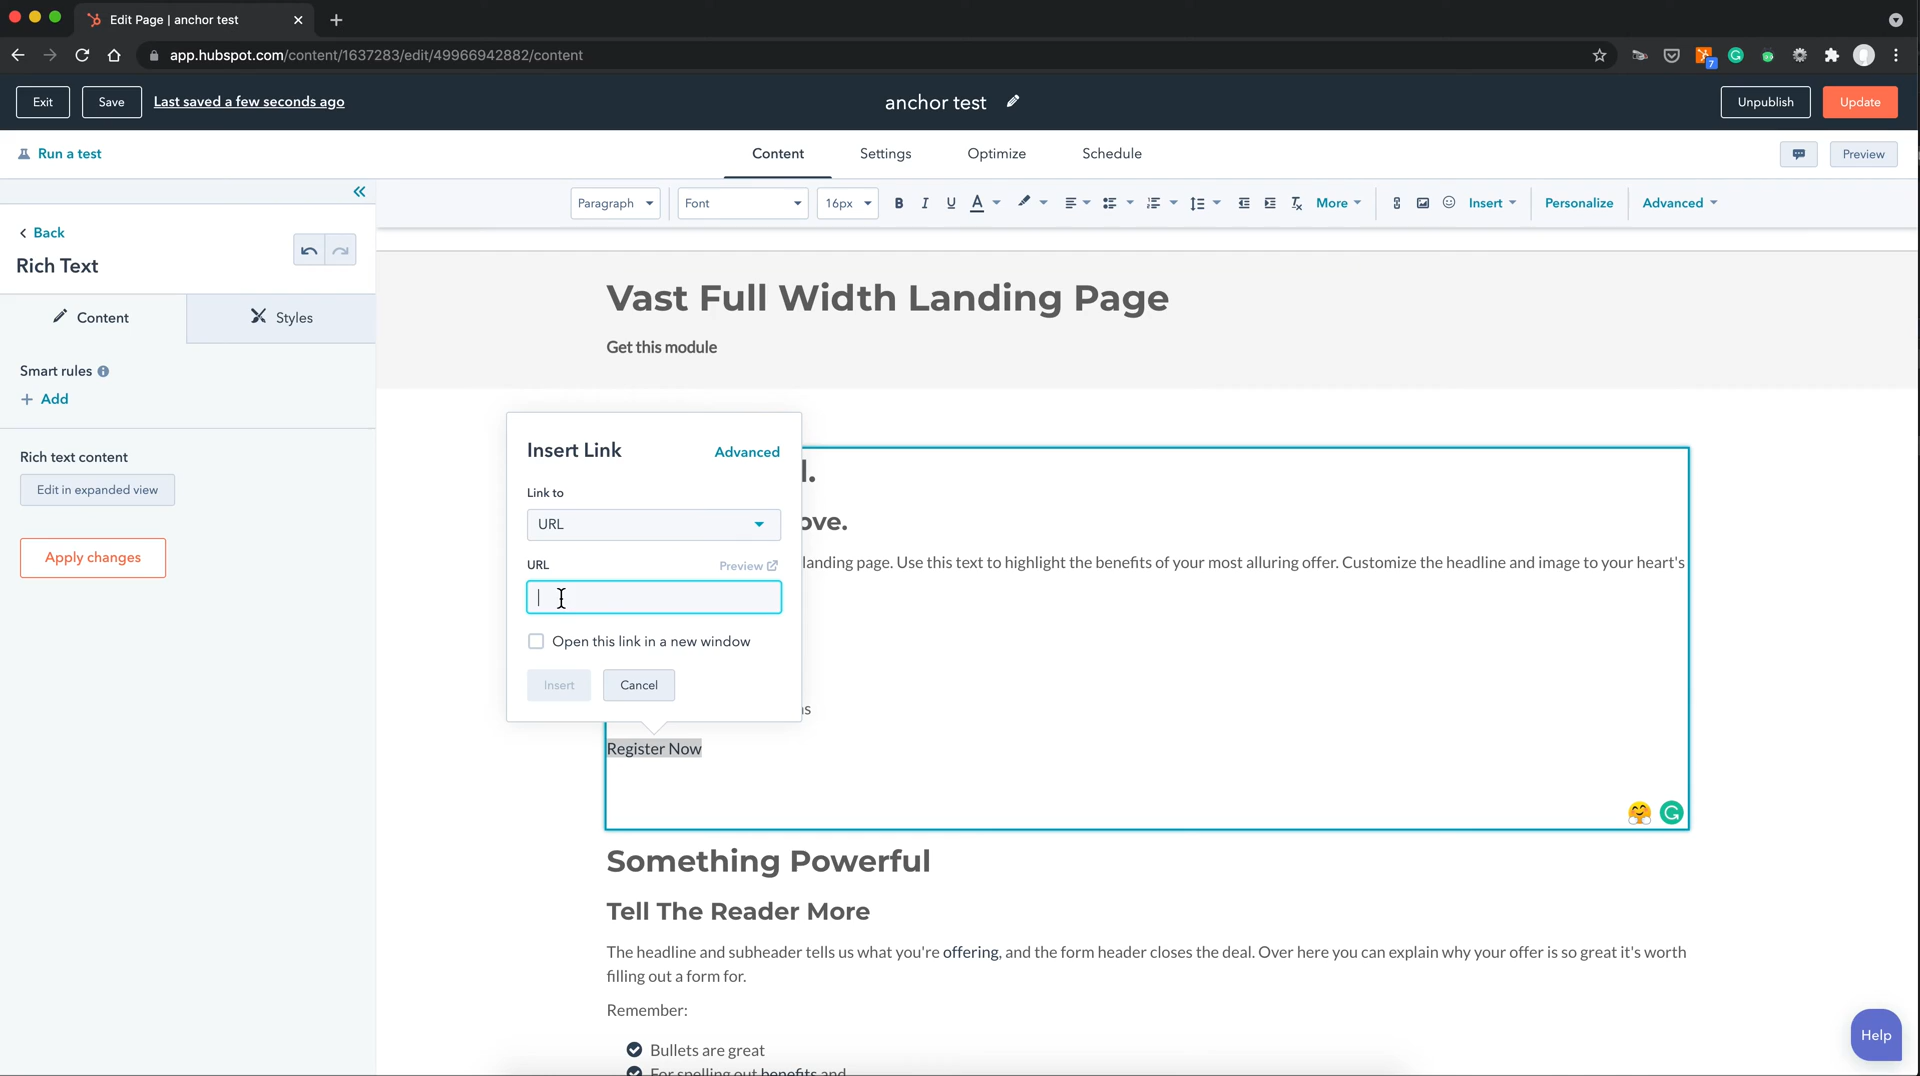 Edit Page | anchor test
app.hubspot.com/content/1637283/edit/49966942882/content
7
Exit
Save
Last saved a few seconds ago
anchor test
Unpublish
Update
Run a test
Content
Settings
Optimize
Schedule
Preview
Paragraph
Font
16px
B
I
U
A
More
Insert
Personalize
Advanced
Back
Rich Text
Content
Styles
Smart rules
+ Add
Rich text content
Edit in expanded view
Apply changes
Vast Full Width Landing Page
Get this module
Insert Link
Advanced
Link to
URL
URL
Preview
Open this link in a new window
Insert
Cancel
l.
ove.
landing page. Use this text to highlight the benefits of your most alluring offer. Customize the headline and image to your heart's
s
Register Now
Something Powerful
Tell The Reader More
The headline and subheader tells us what you're offering, and the form header closes the deal. Over here you can explain why your offer is so great it's worth
filling out a form for.
Remember:
Bullets are great
For spelling out benefits and
Help